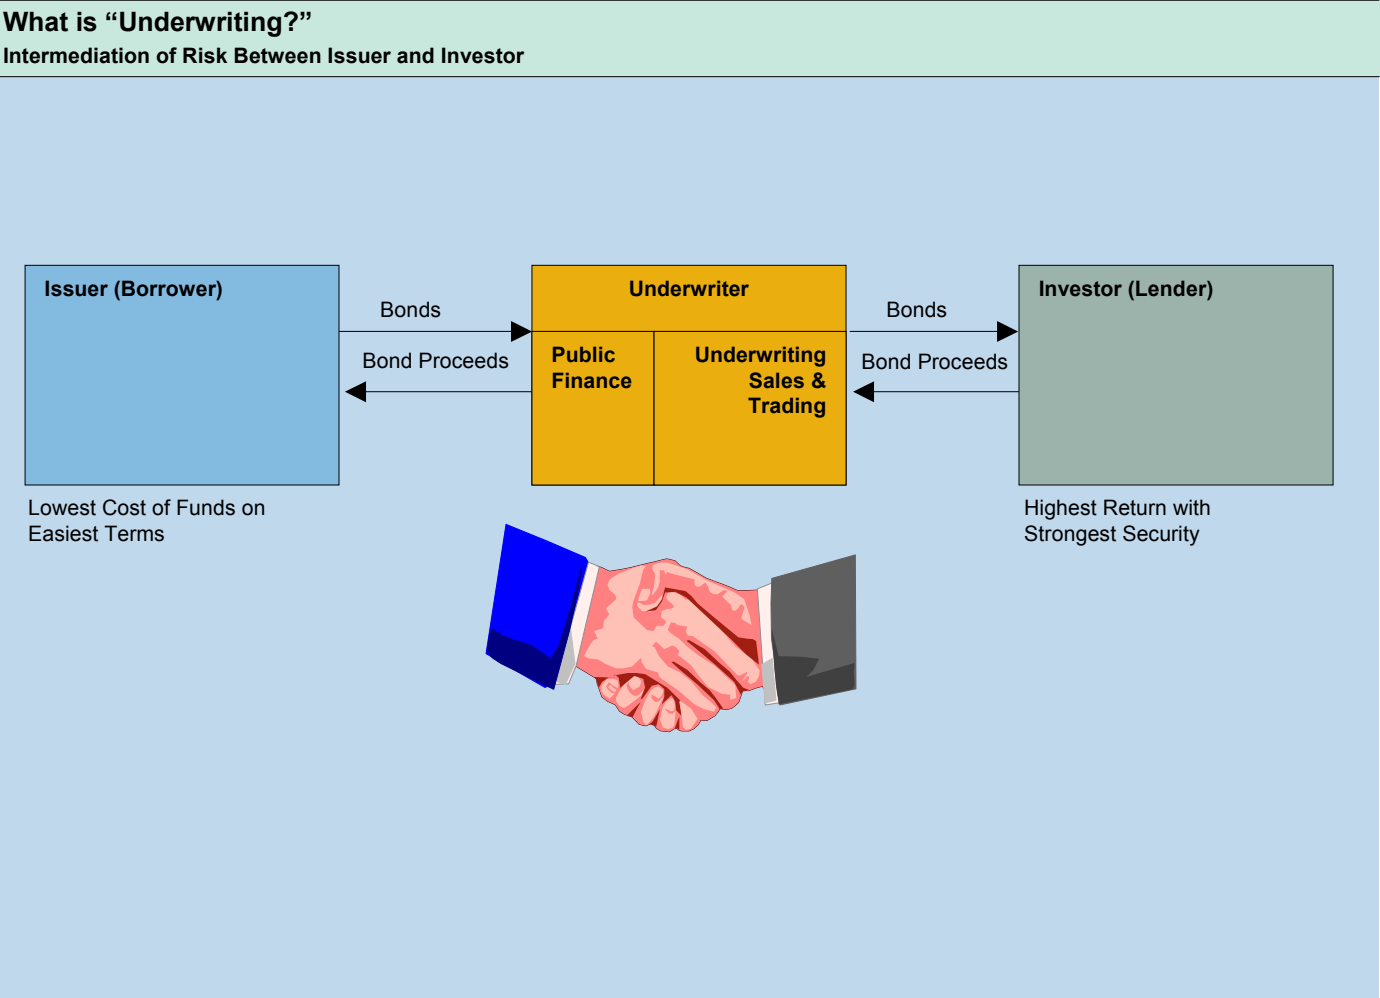 What is “Underwriting?”
Intermediation of Risk Between Issuer and Investor
Issuer (Borrower)
Bonds
Bond Proceeds
Underwriter
Public
Finance
Underwriting
Sales &
Trading
Bonds
Bond Proceeds
Investor (Lender)
Lowest Cost of Funds on
Easiest Terms
Highest Return with
Strongest Security